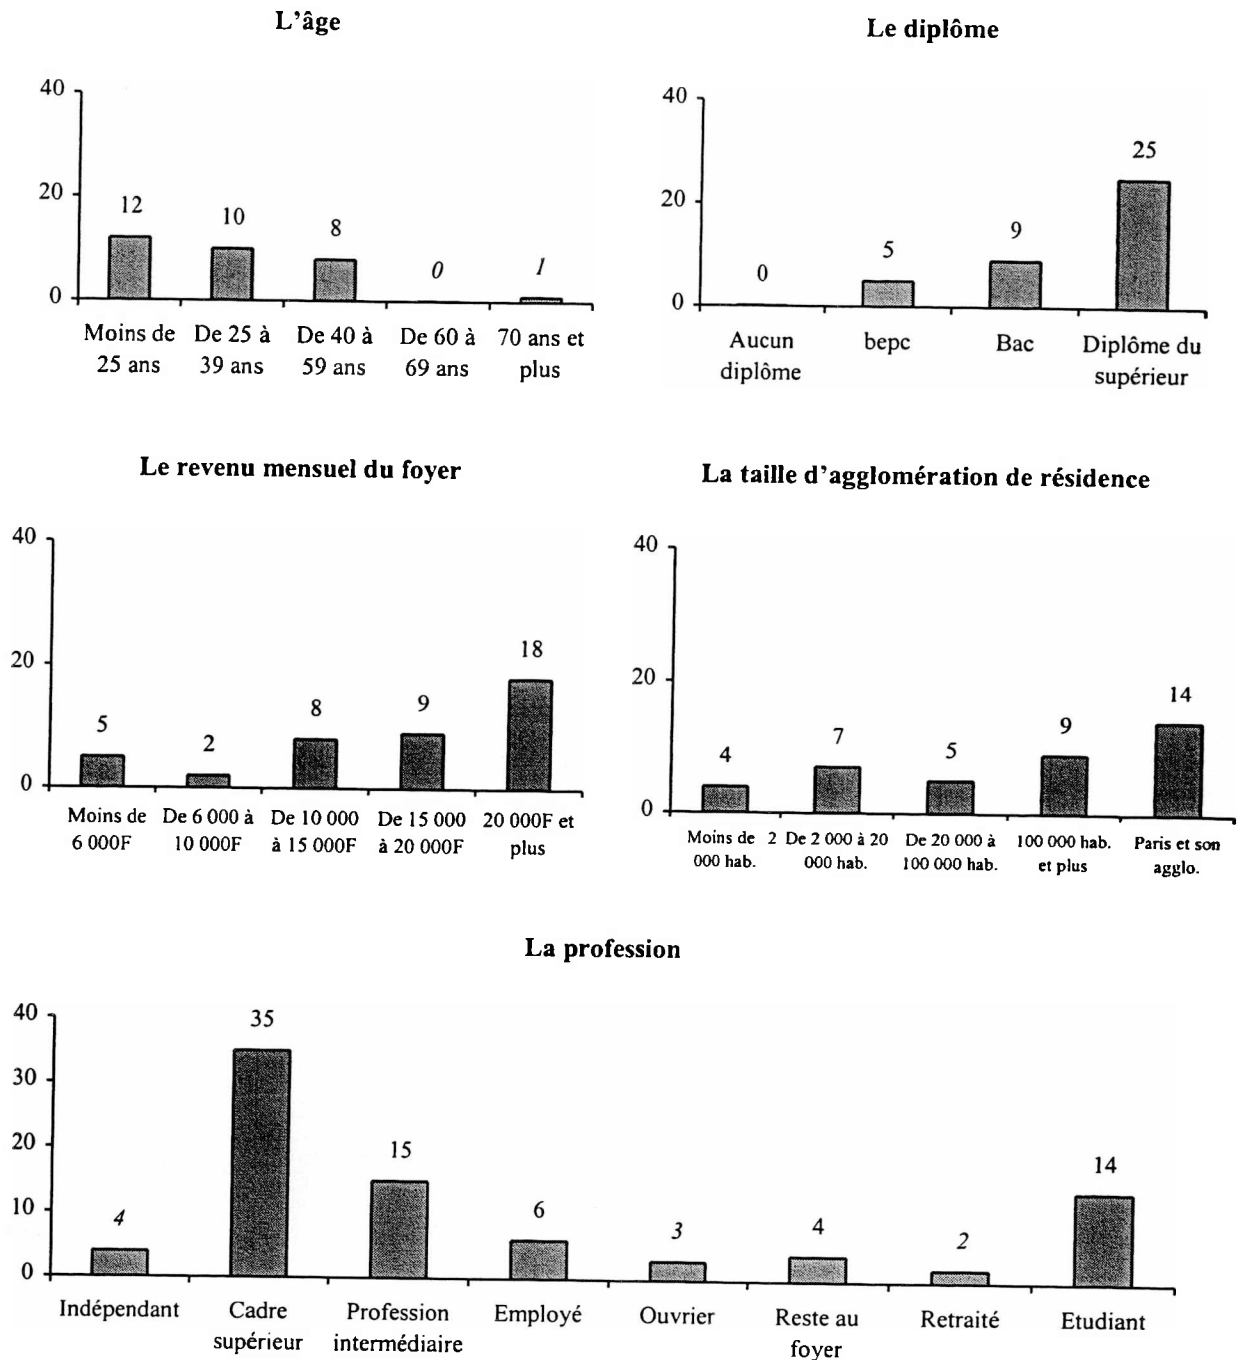 L'âge
40
20
0
12
10
8
0
1
Moins de 25 ans
De 25 à 39 ans
De 40 à 59 ans
De 60 à 69 ans
70 ans et plus
Le diplôme
40
20
0
0
5
9
25
Aucun diplôme
bepc
Bac
Diplôme du supérieur
Le revenu mensuel du foyer
40
20
0
5
2
8
9
18
Moins de 6 000F
De 6 000 à 10 000F
De 10 000 à 15 000F
De 15 000 à 20 000F
20 000F et plus
La taille d'agglomération de résidence
40
20
0
4
7
5
9
14
Moins de 2 000 hab.
De 2 000 à 20 000 hab.
De 20 000 à 100 000 hab.
100 000 hab. et plus
Paris et son agglo.
La profession
40
30
20
10
0
4
35
15
6
3
4
2
14
Indépendant
Cadre supérieur
Profession intermédiaire
Employé
Ouvrier
Reste au foyer
Retraité
Etudiant